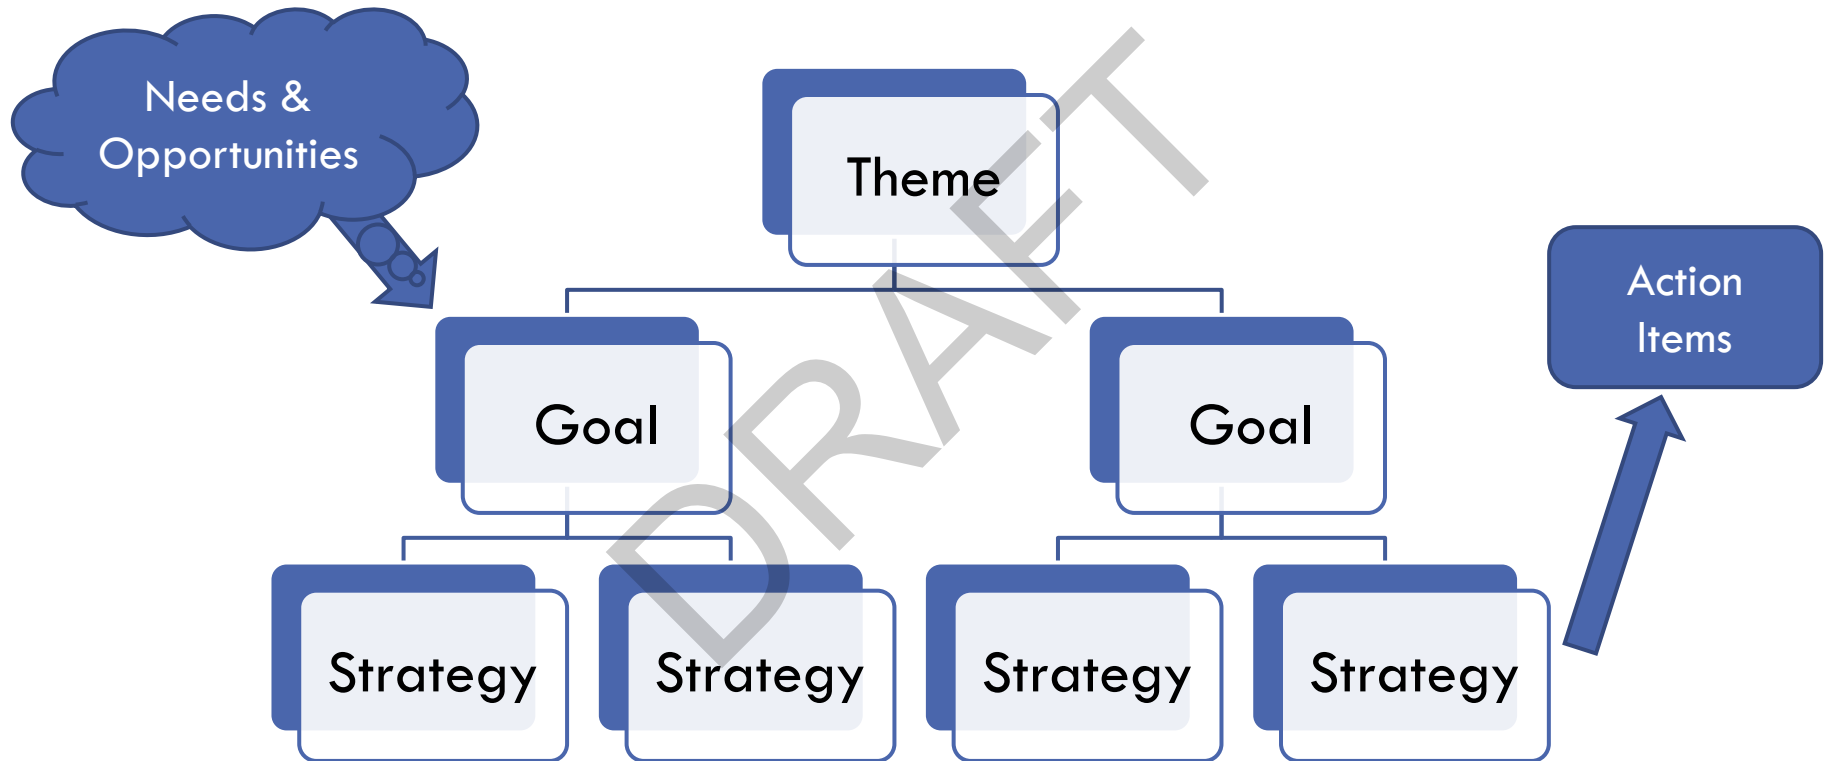 Needs &
Opportunities
Theme
DRAFT
Action
Items
Goal
Goal
Strategy
Strategy
Strategy
Strategy